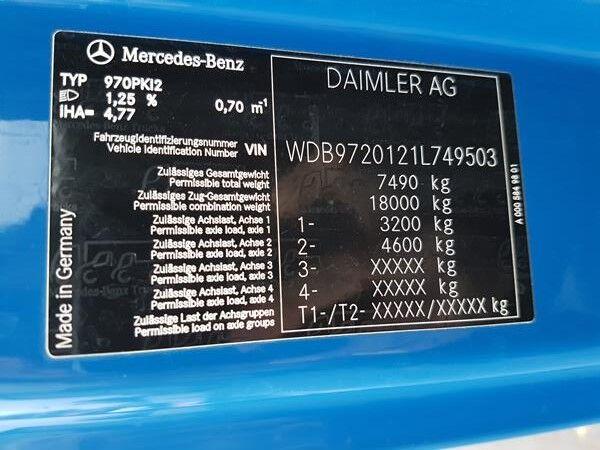 Mercedes-Benz
DAIMLER AG
TYP 970PKI2
1,25 % 0,70 m⁻¹
IHA= 4,77
Fahrzeugidentifizierungsnummer
Vehicle Identification Number VIN WDB9720121L749503
Zulässiges Gesamtgewicht
Permissible total weight 7490 kg
Zulässiges Zug-Gesamtgewicht
Permissible combination weight 18000 kg
Zulässige Achslast, Achse 1
Permissible axle load, axle 1 1- 3200 kg
Zulässige Achslast, Achse 2
Permissible axle load, axle 2 2- 4600 kg
Zulässige Achslast, Achse 3
Permissible axle load, axle 3 3- XXXXX kg
Zulässige Achslast, Achse 4
Permissible axle load, axle 4 4- XXXXX kg
Zulässige Last der Achsgruppen
Permissible load on axle groups T1-/T2- XXXXX/XXXXX kg
Made in Germany
A 000 584 98 01